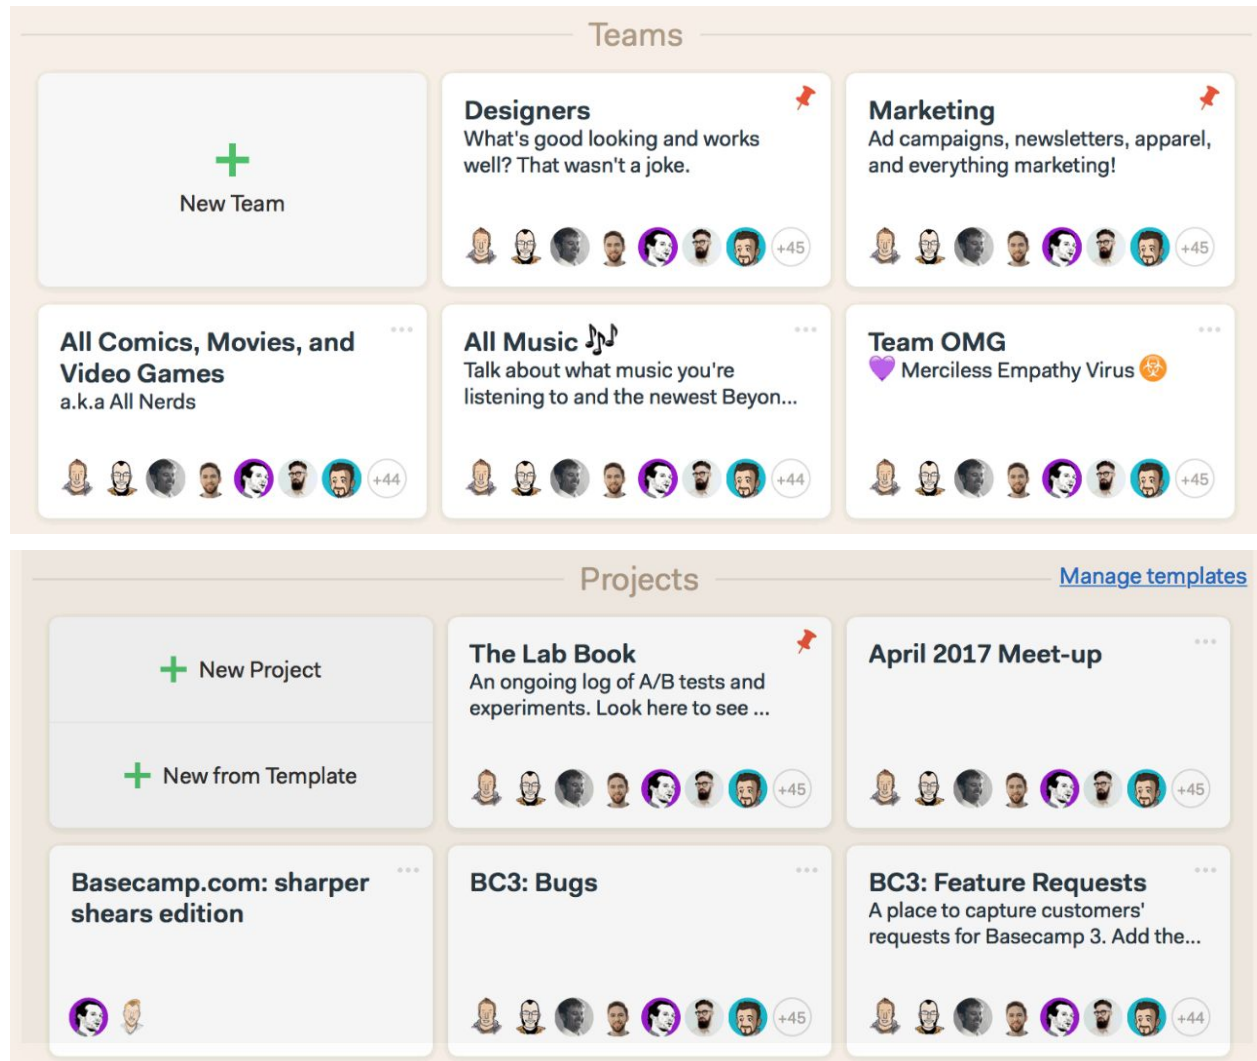 Teams
New Team
Designers
What's good looking and works
well? That wasn't a joke.
+45
Marketing
Ad campaigns, newsletters, apparel,
and everything marketing!
+45
All Comics, Movies, and
Video Games
a.k.a All Nerds
+44
All Music 🎶
Talk about what music you're
listening to and the newest Beyon...
+44
Team OMG
💜 Merciless Empathy Virus ☣
+45
Projects
Manage templates
New Project
New from Template
The Lab Book
An ongoing log of A/B tests and
experiments. Look here to see ...
+45
April 2017 Meet-up
+45
Basecamp.com: sharper
shears edition
BC3: Bugs
+45
BC3: Feature Requests
A place to capture customers'
requests for Basecamp 3. Add the...
+44